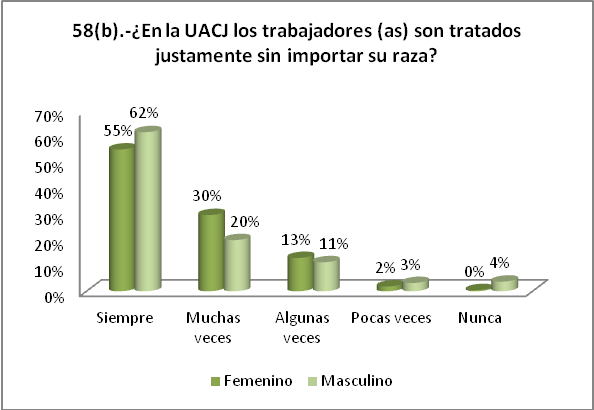 58(b).-¿En la UACJ los trabajadores (as) son tratados
justamente sin importar su raza?
70%
60%
50%
40%
30%
20%
10%
0%
55%
62%
30%
20%
13%
11%
2%
3%
0%
4%
Siempre
Muchas
veces
Algunas
veces
Pocas veces
Nunca
Femenino
Masculino